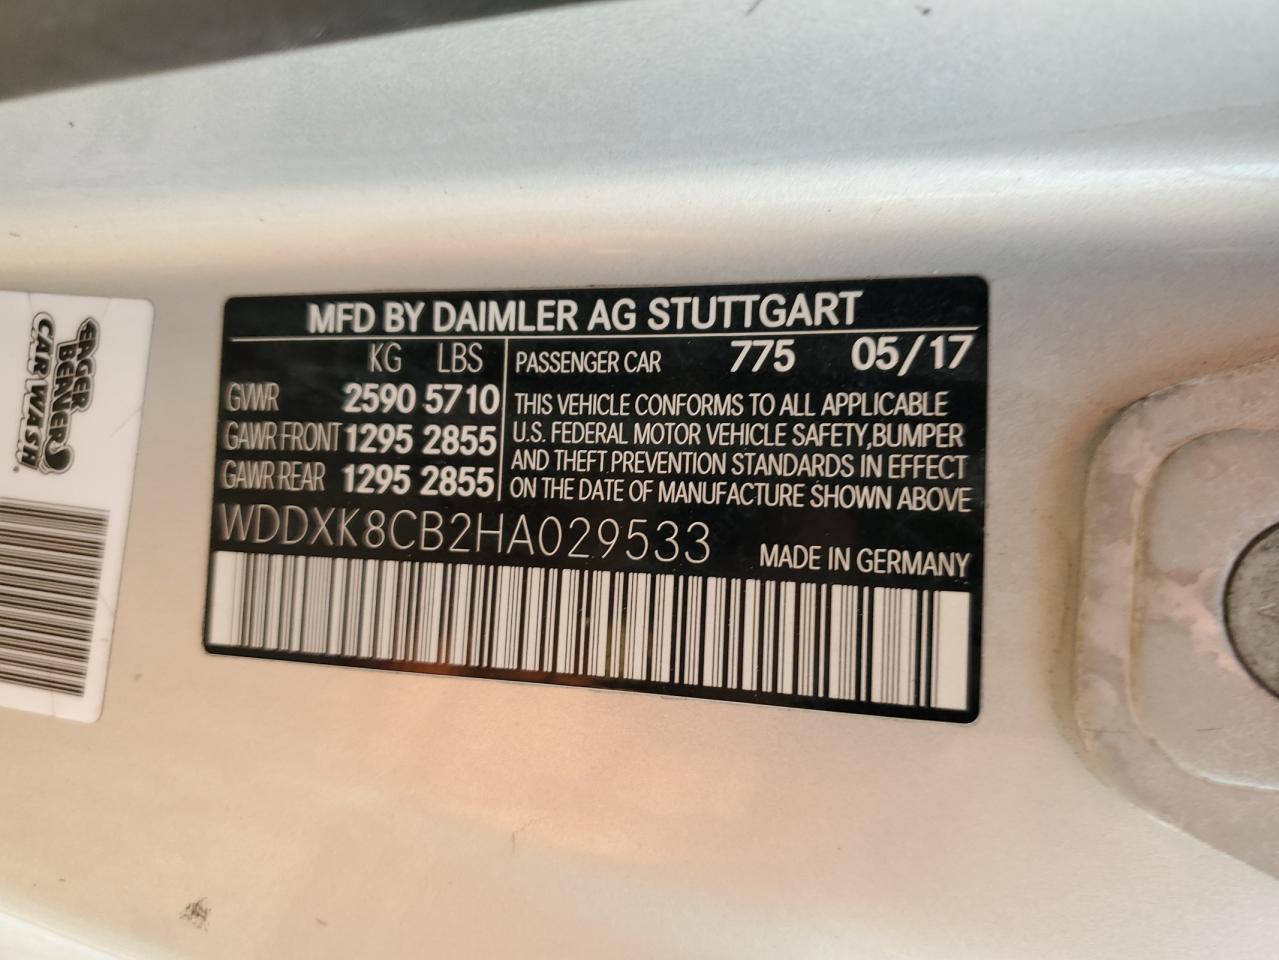 EAGER
BEAVERS
CAR WASH
MFD BY DAIMLER AG STUTTGART
KG LBS
GVWR 2590 5710
GAWR FRONT 1295 2855
GAWR REAR 1295 2855
PASSENGER CAR 775 05/17
THIS VEHICLE CONFORMS TO ALL APPLICABLE
U.S. FEDERAL MOTOR VEHICLE SAFETY, BUMPER
AND THEFT PREVENTION STANDARDS IN EFFECT
ON THE DATE OF MANUFACTURE SHOWN ABOVE
WDDXK8CB2HA029533
MADE IN GERMANY